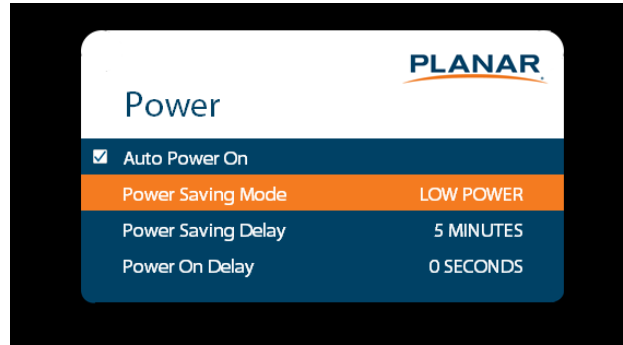 PLANAR
Power
Auto Power On
Power Saving Mode LOW POWER
Power Saving Delay 5 MINUTES
Power On Delay 0 SECONDS